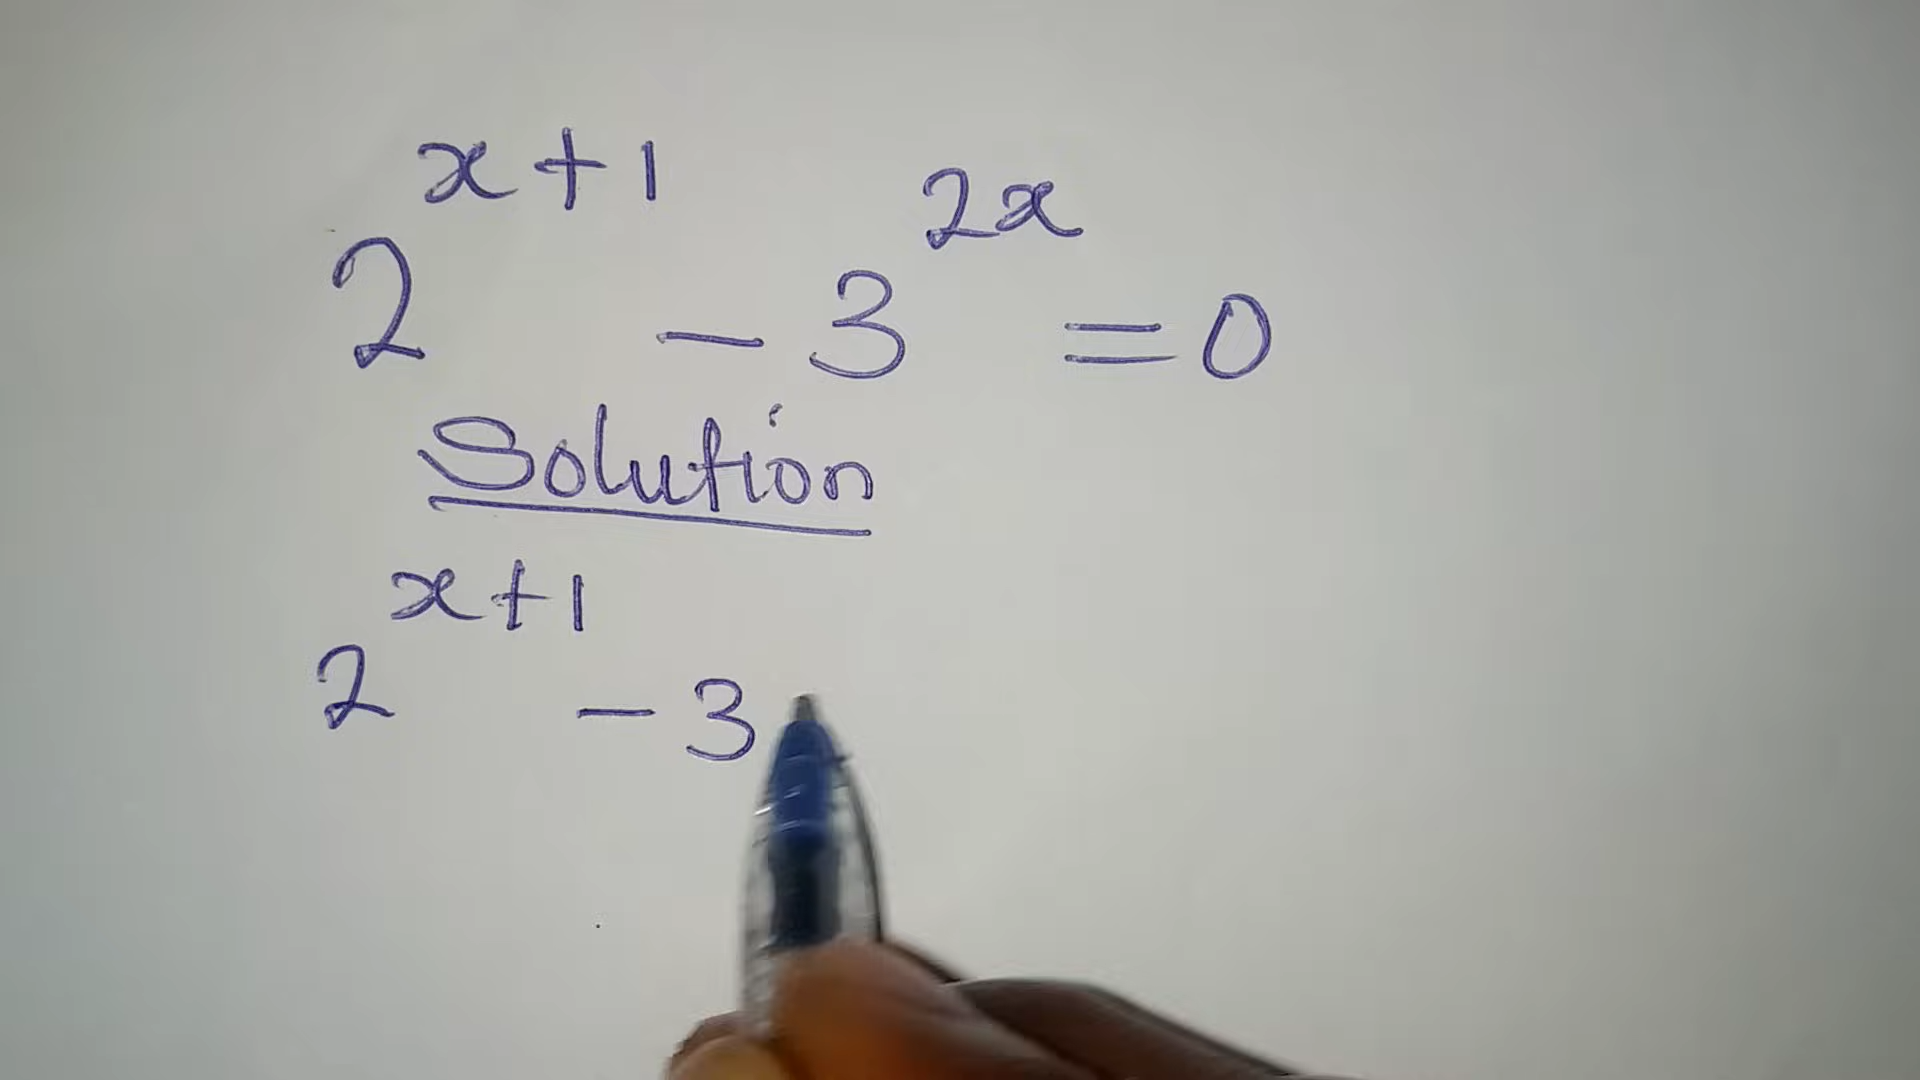 2^{x+1} - 3^{2x} = 0
Solution
2^{x+1} - 3